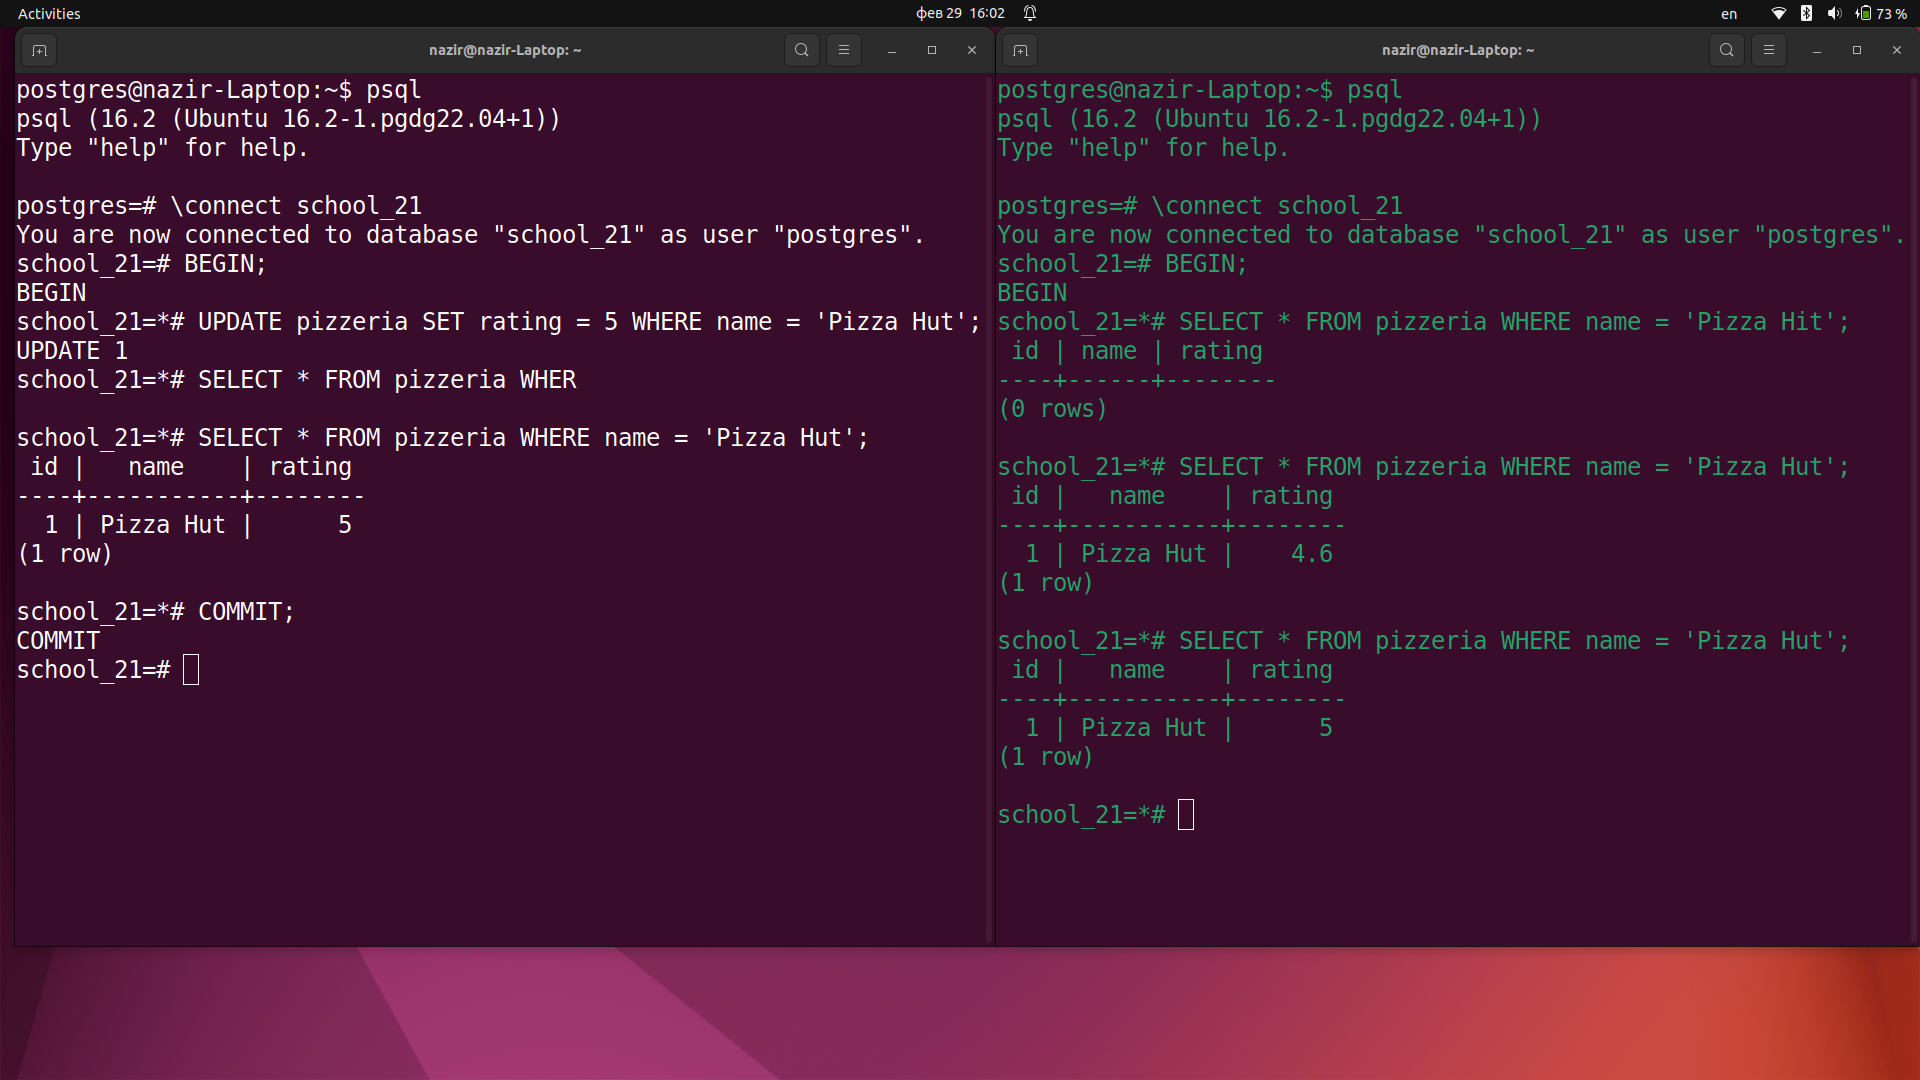 Activities
фев 29 16:02
en
73 %
nazir@nazir-Laptop: ~
postgres@nazir-Laptop:~$ psql
psql (16.2 (Ubuntu 16.2-1.pgdg22.04+1))
Type "help" for help.
postgres=# \connect school_21
You are now connected to database "school_21" as user "postgres".
school_21=# BEGIN;
BEGIN
school_21=*# UPDATE pizzeria SET rating = 5 WHERE name = 'Pizza Hut';
UPDATE 1
school_21=*# SELECT * FROM pizzeria WHER
school_21=*# SELECT * FROM pizzeria WHERE name = 'Pizza Hut';
 id |   name    | rating
----+-----------+--------
  1 | Pizza Hut |      5
(1 row)
school_21=*# COMMIT;
COMMIT
school_21=#
nazir@nazir-Laptop: ~
postgres@nazir-Laptop:~$ psql
psql (16.2 (Ubuntu 16.2-1.pgdg22.04+1))
Type "help" for help.
postgres=# \connect school_21
You are now connected to database "school_21" as user "postgres".
school_21=# BEGIN;
BEGIN
school_21=*# SELECT * FROM pizzeria WHERE name = 'Pizza Hit';
 id | name | rating
----+------+--------
(0 rows)
school_21=*# SELECT * FROM pizzeria WHERE name = 'Pizza Hut';
 id |   name    | rating
----+-----------+--------
  1 | Pizza Hut |    4.6
(1 row)
school_21=*# SELECT * FROM pizzeria WHERE name = 'Pizza Hut';
 id |   name    | rating
----+-----------+--------
  1 | Pizza Hut |      5
(1 row)
school_21=*#